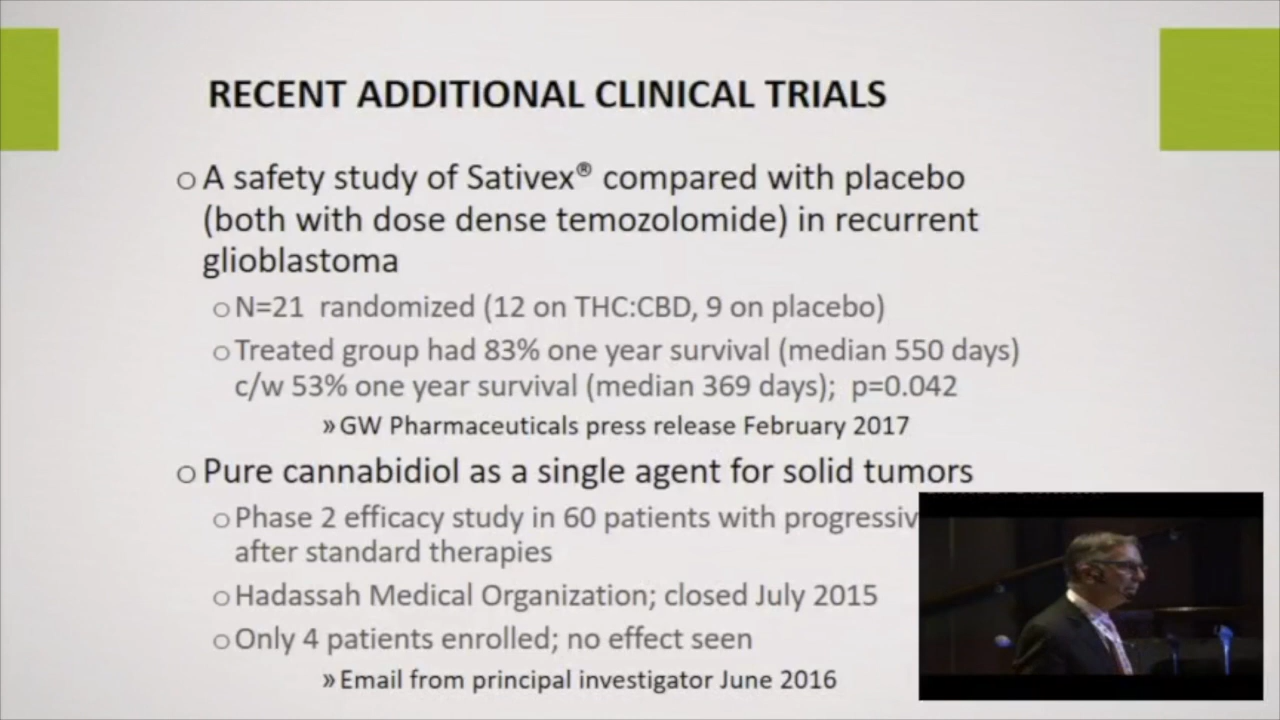 RECENT ADDITIONAL CLINICAL TRIALS
○ A safety study of Sativex® compared with placebo
(both with dose dense temozolomide) in recurrent
glioblastoma
○ N=21 randomized (12 on THC:CBD, 9 on placebo)
○ Treated group had 83% one year survival (median 550 days)
c/w 53% one year survival (median 369 days); p=0.042
» GW Pharmaceuticals press release February 2017
○ Pure cannabidiol as a single agent for solid tumors
○ Phase 2 efficacy study in 60 patients with progressiv
after standard therapies
○ Hadassah Medical Organization; closed July 2015
○ Only 4 patients enrolled; no effect seen
» Email from principal investigator June 2016